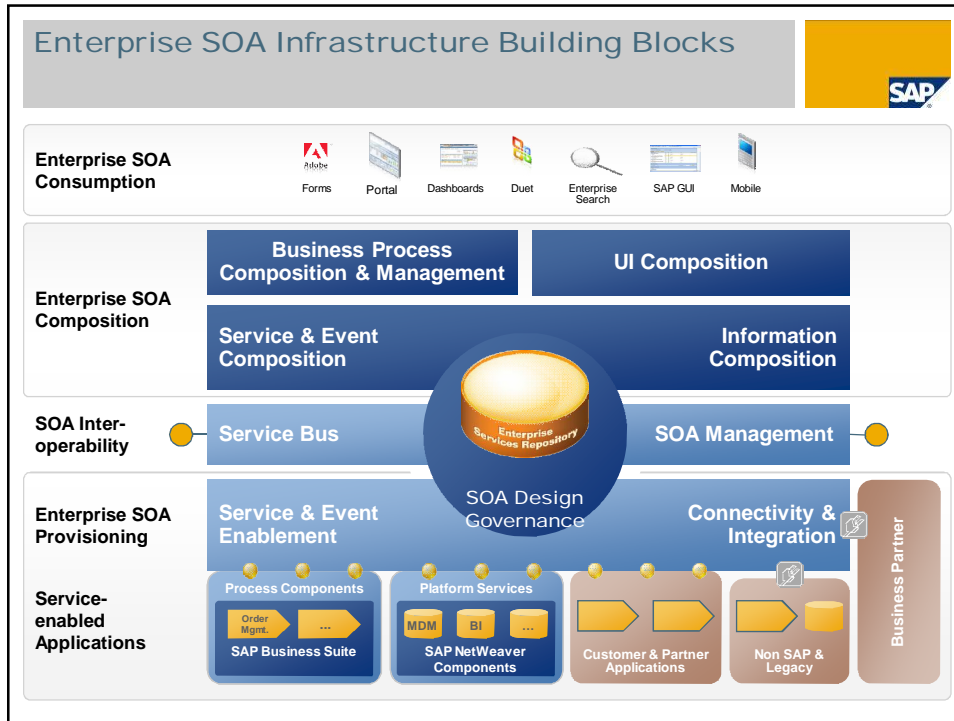 Enterprise SOA Infrastructure Building Blocks
SAP
Enterprise SOA
Consumption
Adobe
Forms
Portal
Dashboards
Duet
Enterprise
Search
SAP GUI
Mobile
Enterprise SOA
Composition
Business Process
Composition & Management
UI Composition
Service & Event
Composition
Information
Composition
SOA Inter-
operability
Service Bus
Enterprise
Services Repository
SOA Management
SOA Design
Governance
Enterprise SOA
Provisioning
Service & Event
Enablement
Connectivity &
Integration
Business Partner
Service-
enabled
Applications
Process Components
Order
Mgmt.
...
SAP Business Suite
Platform Services
MDM
BI
...
SAP NetWeaver
Components
Customer & Partner
Applications
Non SAP &
Legacy